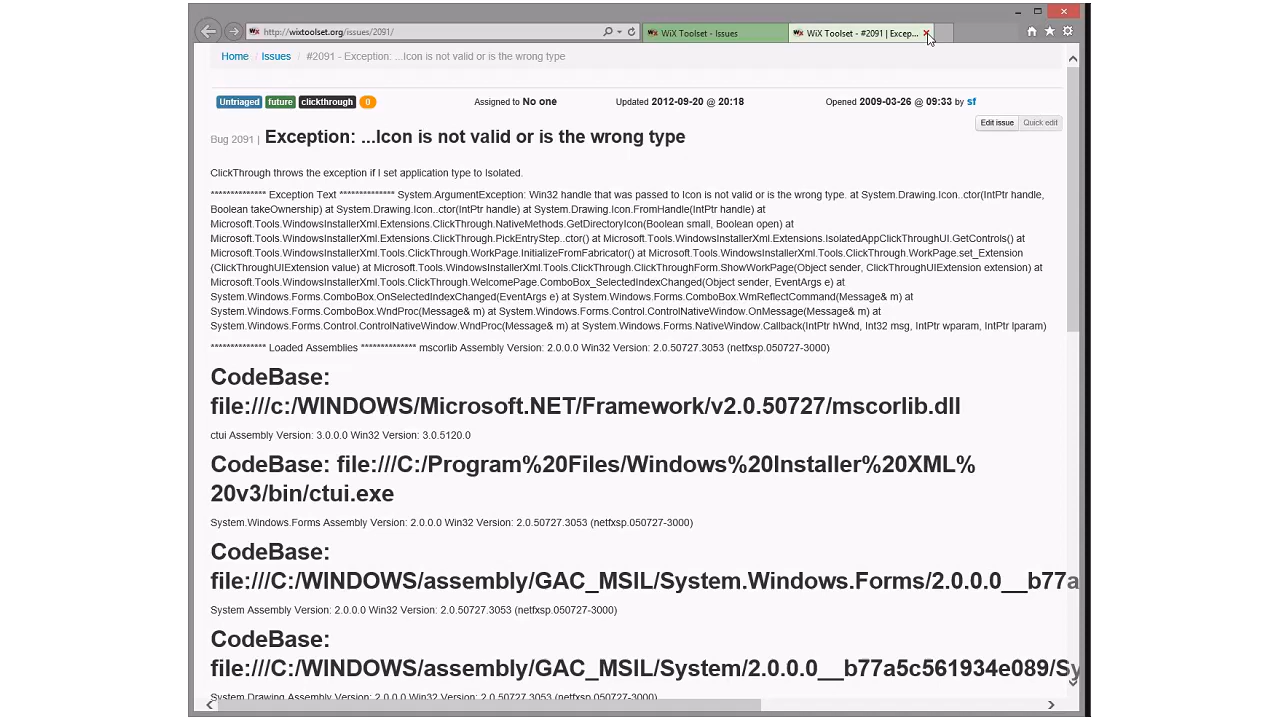 http://wixtoolset.org/issues/2091/
WiX Toolset - Issues
WiX Toolset - #2091 | Excep...
Home / Issues / #2091 - Exception: ...Icon is not valid or is the wrong type
Untriaged future clickthrough 0
Assigned to No one
Updated 2012-09-20 @ 20:18
Opened 2009-03-26 @ 09:33 by sf
Edit issue Quick edit
Bug 2091 | Exception: ...Icon is not valid or is the wrong type
ClickThrough throws the exception if I set application type to Isolated.
************** Exception Text ************** System.ArgumentException: Win32 handle that was passed to Icon is not valid or is the wrong type. at System.Drawing.Icon..ctor(IntPtr handle,
Boolean takeOwnership) at System.Drawing.Icon..ctor(IntPtr handle) at System.Drawing.Icon.FromHandle(IntPtr handle) at
Microsoft.Tools.WindowsInstallerXml.Extensions.ClickThrough.NativeMethods.GetDirectoryIcon(Boolean small, Boolean open) at
Microsoft.Tools.WindowsInstallerXml.Extensions.ClickThrough.PickEntryStep..ctor() at Microsoft.Tools.WindowsInstallerXml.Extensions.IsolatedAppClickThroughUI.GetControls() at
Microsoft.Tools.WindowsInstallerXml.Tools.ClickThrough.WorkPage.InitializeFromFabricator() at Microsoft.Tools.WindowsInstallerXml.Tools.ClickThrough.WorkPage.set_Extension
(ClickThroughUIExtension value) at Microsoft.Tools.WindowsInstallerXml.Tools.ClickThrough.ClickThroughForm.ShowWorkPage(Object sender, ClickThroughUIExtension extension) at
Microsoft.Tools.WindowsInstallerXml.Tools.ClickThrough.WelcomePage.ComboBox_SelectedIndexChanged(Object sender, EventArgs e) at
System.Windows.Forms.ComboBox.OnSelectedIndexChanged(EventArgs e) at System.Windows.Forms.ComboBox.WmReflectCommand(Message& m) at
System.Windows.Forms.ComboBox.WndProc(Message& m) at System.Windows.Forms.Control.ControlNativeWindow.OnMessage(Message& m) at
System.Windows.Forms.Control.ControlNativeWindow.WndProc(Message& m) at System.Windows.Forms.NativeWindow.Callback(IntPtr hWnd, Int32 msg, IntPtr wparam, IntPtr lparam)
************** Loaded Assemblies ************** mscorlib Assembly Version: 2.0.0.0 Win32 Version: 2.0.50727.3053 (netfxsp.050727-3000)
CodeBase:
file:///c:/WINDOWS/Microsoft.NET/Framework/v2.0.50727/mscorlib.dll
ctui Assembly Version: 3.0.0.0 Win32 Version: 3.0.5120.0
CodeBase: file:///C:/Program%20Files/Windows%20Installer%20XML%
20v3/bin/ctui.exe
System.Windows.Forms Assembly Version: 2.0.0.0 Win32 Version: 2.0.50727.3053 (netfxsp.050727-3000)
CodeBase:
file:///C:/WINDOWS/assembly/GAC_MSIL/System.Windows.Forms/2.0.0.0__b77a
System Assembly Version: 2.0.0.0 Win32 Version: 2.0.50727.3053 (netfxsp.050727-3000)
CodeBase:
file:///C:/WINDOWS/assembly/GAC_MSIL/System/2.0.0.0__b77a5c561934e089/Sy
System.Drawing Assembly Version: 2.0.0.0 Win32 Version: 2.0.50727.3053 (netfxsp.050727-3000)